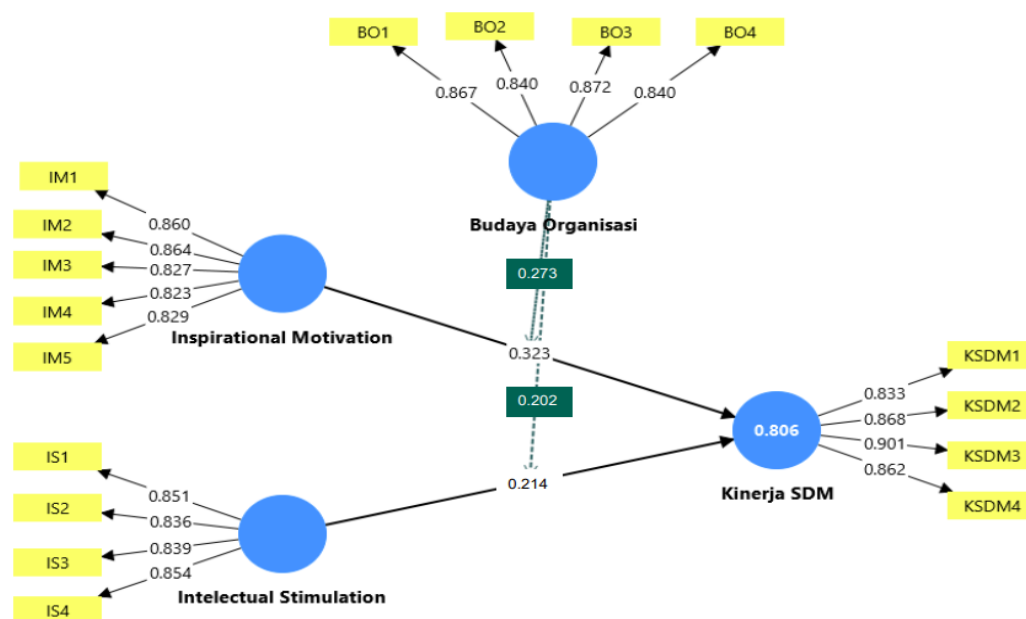 BO1
BO2
BO3
BO4
0.867
0.840
0.872
0.840
Budaya Organisasi
IM1
IM2
IM3
IM4
IM5
0.860
0.864
0.827
0.823
0.829
Inspirational Motivation
0.273
0.323
0.202
0.214
IS1
IS2
IS3
IS4
0.851
0.836
0.839
0.854
Intelectual Stimulation
0.806
Kinerja SDM
0.833
0.868
0.901
0.862
KSDM1
KSDM2
KSDM3
KSDM4